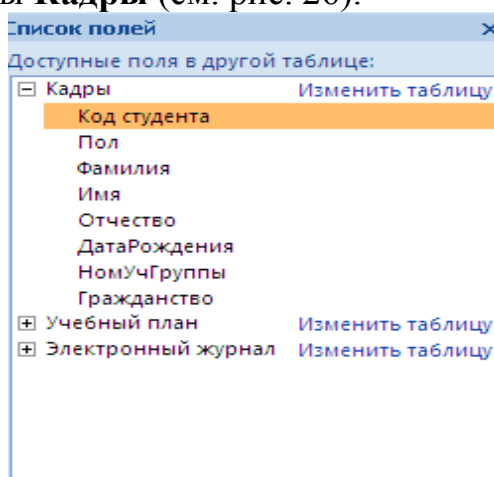 ы Кадры (см. рис. 26).
Список полей ×
Доступные поля в другой таблице:
Кадры Изменить таблицу
Код студента
Пол
Фамилия
Имя
Отчество
ДатаРождения
НомУчГруппы
Гражданство
Учебный план Изменить таблицу
Электронный журнал Изменить таблицу